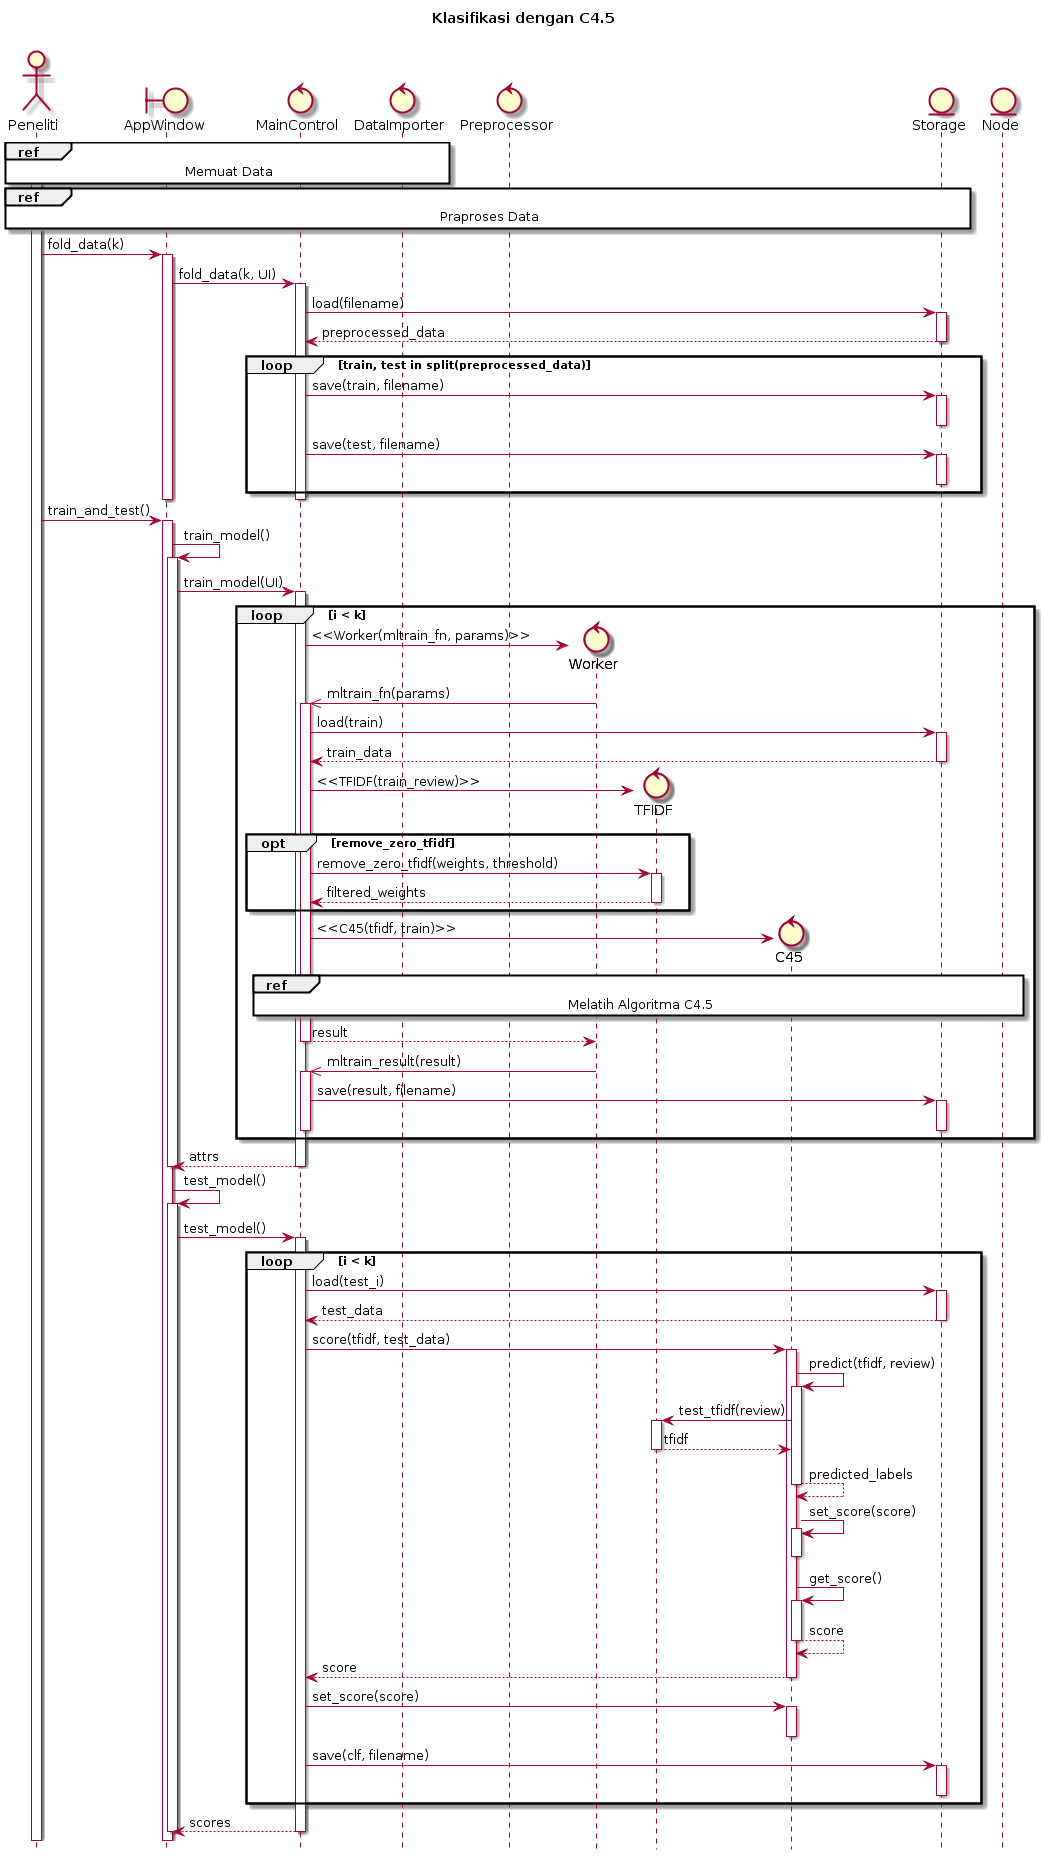 Klasifikasi dengan C4.5
Peneliti
AppWindow
MainControl
DataImporter
Preprocessor
Storage
Node
ref
Memuat Data
ref
Praproses Data
fold_data(k)
fold_data(k, UI)
load(filename)
preprocessed_data
loop
[train, test in split(preprocessed_data)]
save(train, filename)
save(test, filename)
train_and_test()
train_model()
train_model(UI)
loop
[i < k]
<<Worker(mltrain_fn, params)>>
Worker
mltrain_fn(params)
load(train)
train_data
<<TFIDF(train_review)>>
TFIDF
opt
[remove_zero_tfidf]
remove_zero_tfidf(weights, threshold)
filtered_weights
<<C45(tfidf, train)>>
C45
ref
Melatih Algoritma C4.5
result
mltrain_result(result)
save(result, filename)
attrs
test_model()
test_model()
loop
[i < k]
load(test_i)
test_data
score(tfidf, test_data)
predict(tfidf, review)
test_tfidf(review)
tfidf
predicted_labels
set_score(score)
get_score()
score
score
set_score(score)
save(clf, filename)
scores